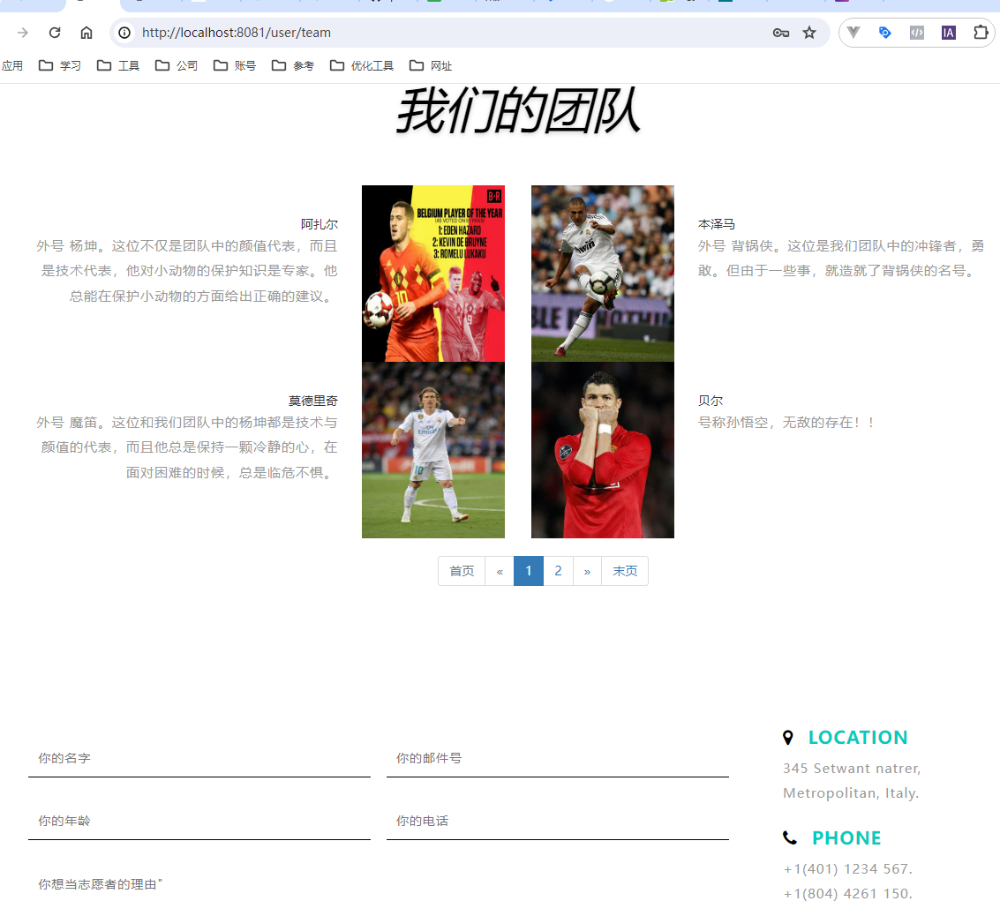 http://localhost:8081/user/team
IA
应用 学习 工具 公司 账号 参考 优化工具 网址
我们的团队
阿扎尔
外号 杨坤。这位不仅是团队中的颜值代表，而且
是技术代表，他对小动物的保护知识是专家。他
总能在保护小动物的方面给出正确的建议。
B/R
BELGIUM PLAYER OF THE YEAR
(AS VOTED ON BY FANS)
1: EDEN HAZARD
2: KEVIN DE BRUYNE
3: ROMELU LUKAKU
10
本泽马
外号 背锅侠。这位是我们团队中的冲锋者，勇
敢。但由于一些事，就造就了背锅侠的名号。
莫德里奇
外号 魔笛。这位和我们团队中的杨坤都是技术与
颜值的代表，而且他总是保持一颗冷静的心，在
面对困难的时候，总是临危不惧。
10
贝尔
号称孙悟空，无敌的存在！！
首页 « 1 2 » 末页
你的名字 你的邮件号
你的年龄 你的电话
你想当志愿者的理由"
LOCATION
345 Setwant natrer,
Metropolitan, Italy.
PHONE
+1(401) 1234 567.
+1(804) 4261 150.